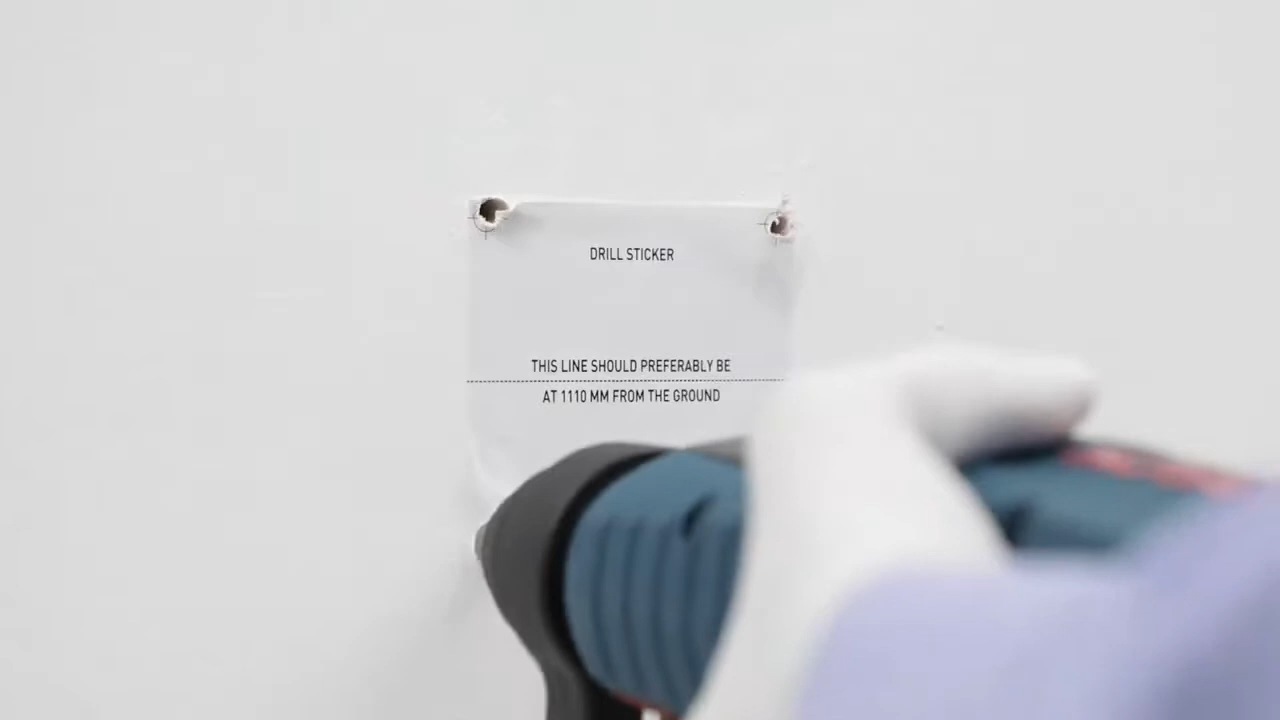 DRILL STICKER
THIS LINE SHOULD PREFERABLY BE
AT 1110 MM FROM THE GROUND